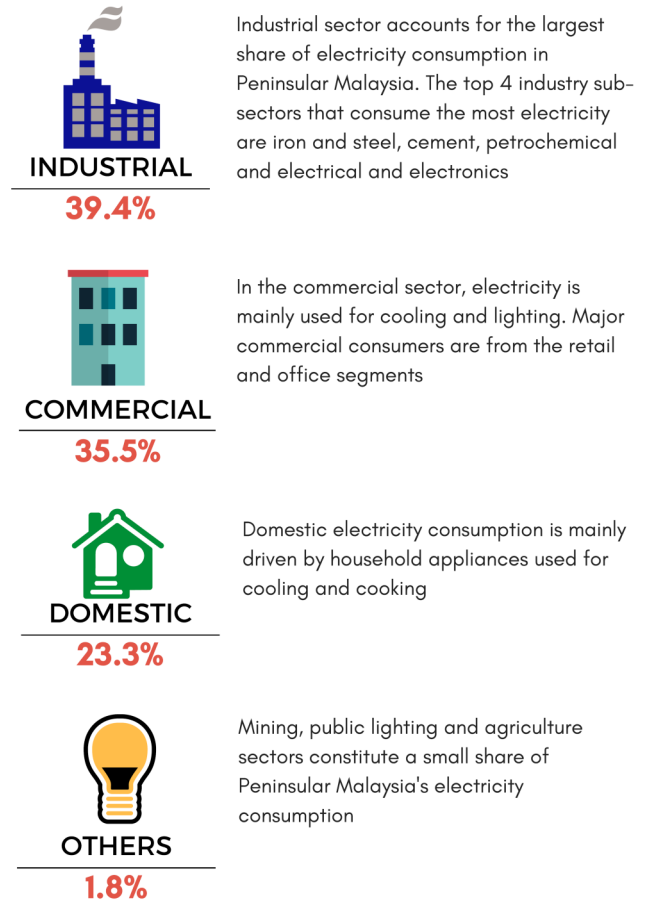 Industrial sector accounts for the largest
share of electricity consumption in
Peninsular Malaysia. The top 4 industry sub-
sectors that consume the most electricity
are iron and steel, cement, petrochemical
and electrical and electronics
INDUSTRIAL
39.4%
In the commercial sector, electricity is
mainly used for cooling and lighting. Major
commercial consumers are from the retail
and office segments
COMMERCIAL
35.5%
Domestic electricity consumption is mainly
driven by household appliances used for
cooling and cooking
DOMESTIC
23.3%
Mining, public lighting and agriculture
sectors constitute a small share of
Peninsular Malaysia's electricity
consumption
OTHERS
1.8%